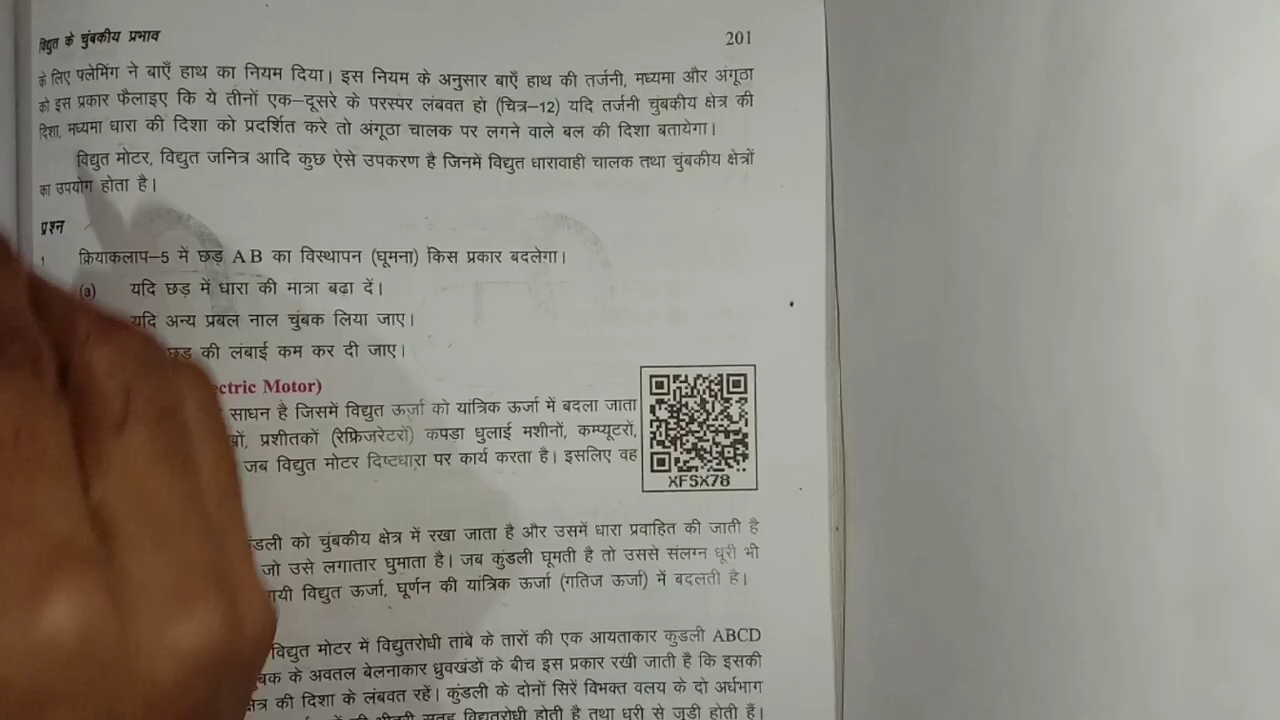 विद्युत के चुंबकीय प्रभाव
201
के लिए फ्लेमिंग ने बाएँ हाथ का नियम दिया। इस नियम के अनुसार बाएँ हाथ की तर्जनी, मध्यमा और अंगूठा
को इस प्रकार फैलाइए कि ये तीनों एक–दूसरे के परस्पर लंबवत हो (चित्र–12) यदि तर्जनी चुंबकीय क्षेत्र की
दिशा, मध्यमा धारा की दिशा को प्रदर्शित करे तो अंगूठा चालक पर लगने वाले बल की दिशा बतायेगा।
विद्युत मोटर, विद्युत जनित्र आदि कुछ ऐसे उपकरण है जिनमें विद्युत धारावाही चालक तथा चुंबकीय क्षेत्रों
का उपयोग होता है।
प्रश्न
1 क्रियाकलाप–5 में छड़ A B का विस्थापन (घूमना) किस प्रकार बदलेगा।
(a) यदि छड़ में धारा की मात्रा बढ़ा दें।
यदि अन्य प्रबल नाल चुंबक लिया जाए।
छड़ की लंबाई कम कर दी जाए।
ectric Motor)
साधन है जिसमें विद्युत ऊर्जा को यांत्रिक ऊर्जा में बदला जाता
प्रशीतकों (रेफ्रिजरेटरों) कपड़ा धुलाई मशीनों, कम्प्यूटरों,
जब विद्युत मोटर दिष्टधारा पर कार्य करता है। इसलिए वह
XFSX78
कुंडली को चुंबकीय क्षेत्र में रखा जाता है और उसमें धारा प्रवाहित की जाती है
जो उसे लगातार घुमाता है। जब कुंडली घूमती है तो उससे संलग्न धूरी भी
गयी विद्युत ऊर्जा, घूर्णन की यांत्रिक ऊर्जा (गतिज ऊर्जा) में बदलती है।
विद्युत मोटर में विद्युतरोधी तांबे के तारों की एक आयताकार कुडली ABCD
के अवतल बेलनाकार ध्रुवखंडों के बीच इस प्रकार रखी जाती है कि इसकी
क्षेत्र की दिशा के लंबवत रहें। कुंडली के दोनों सिरें विभक्त वलय के दो अर्धभाग
विद्युतरोधी होती है तथा धुरी से जुड़ी होती हैं।